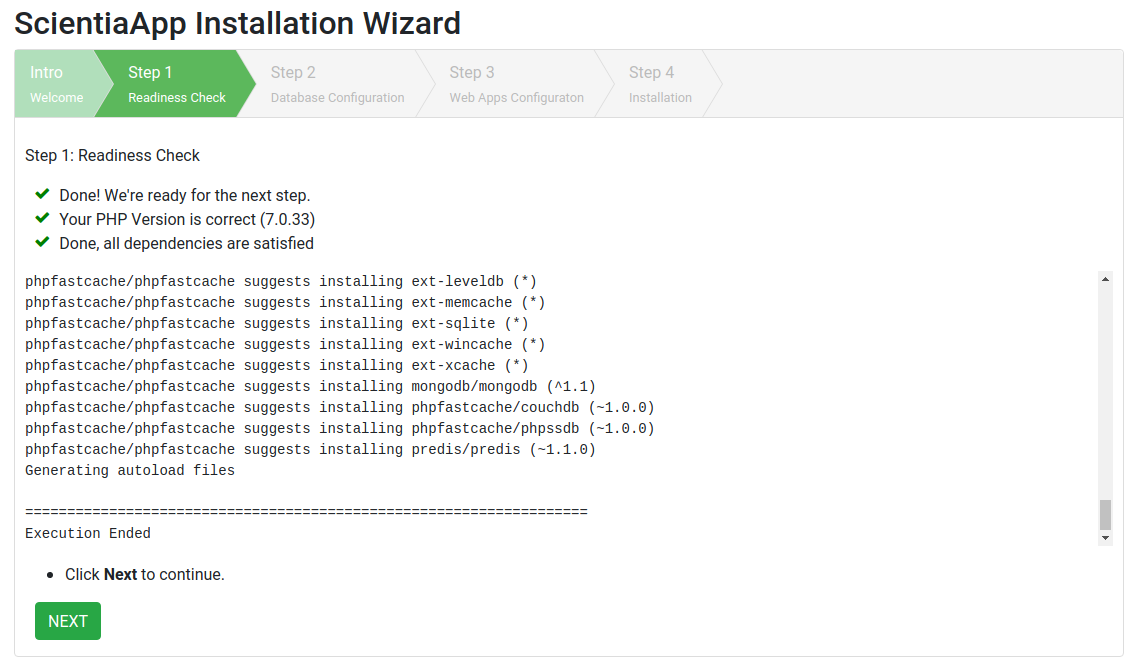 ScientiaApp Installation Wizard
Intro
Welcome
Step 1
Readiness Check
Step 2
Database Configuration
Step 3
Web Apps Configuraton
Step 4
Installation
Step 1: Readiness Check
Done! We're ready for the next step.
Your PHP Version is correct (7.0.33)
Done, all dependencies are satisfied
phpfastcache/phpfastcache suggests installing ext-leveldb (*)
phpfastcache/phpfastcache suggests installing ext-memcache (*)
phpfastcache/phpfastcache suggests installing ext-sqlite (*)
phpfastcache/phpfastcache suggests installing ext-wincache (*)
phpfastcache/phpfastcache suggests installing ext-xcache (*)
phpfastcache/phpfastcache suggests installing mongodb/mongodb (^1.1)
phpfastcache/phpfastcache suggests installing phpfastcache/couchdb (~1.0.0)
phpfastcache/phpfastcache suggests installing phpfastcache/phpssdb (~1.0.0)
phpfastcache/phpfastcache suggests installing predis/predis (~1.1.0)
Generating autoload files
===================================================================
Execution Ended
Click Next to continue.
NEXT